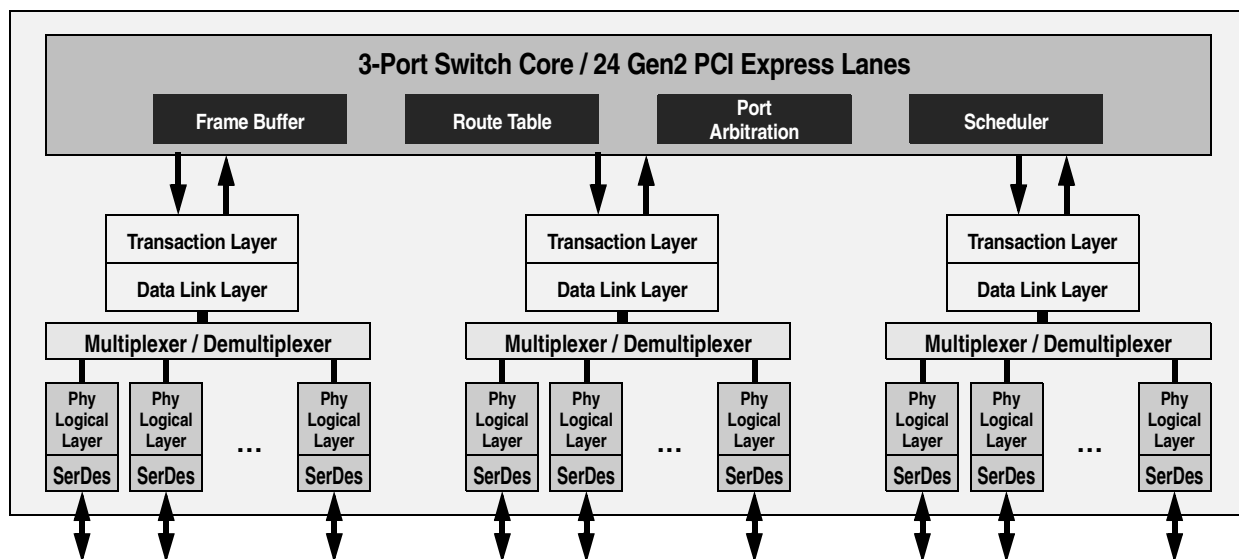 3-Port Switch Core / 24 Gen2 PCI Express Lanes
Frame Buffer
Route Table
Port
Arbitration
Scheduler
Transaction Layer
Transaction Layer
Transaction Layer
Data Link Layer
Data Link Layer
Data Link Layer
Multiplexer / Demultiplexer
Multiplexer / Demultiplexer
Multiplexer / Demultiplexer
Phy
Logical
Layer
Phy
Logical
Layer
...
Phy
Logical
Layer
Phy
Logical
Layer
Phy
Logical
Layer
...
Phy
Logical
Layer
Phy
Logical
Layer
Phy
Logical
Layer
...
Phy
Logical
Layer
SerDes
SerDes
SerDes
SerDes
SerDes
SerDes
SerDes
SerDes
SerDes